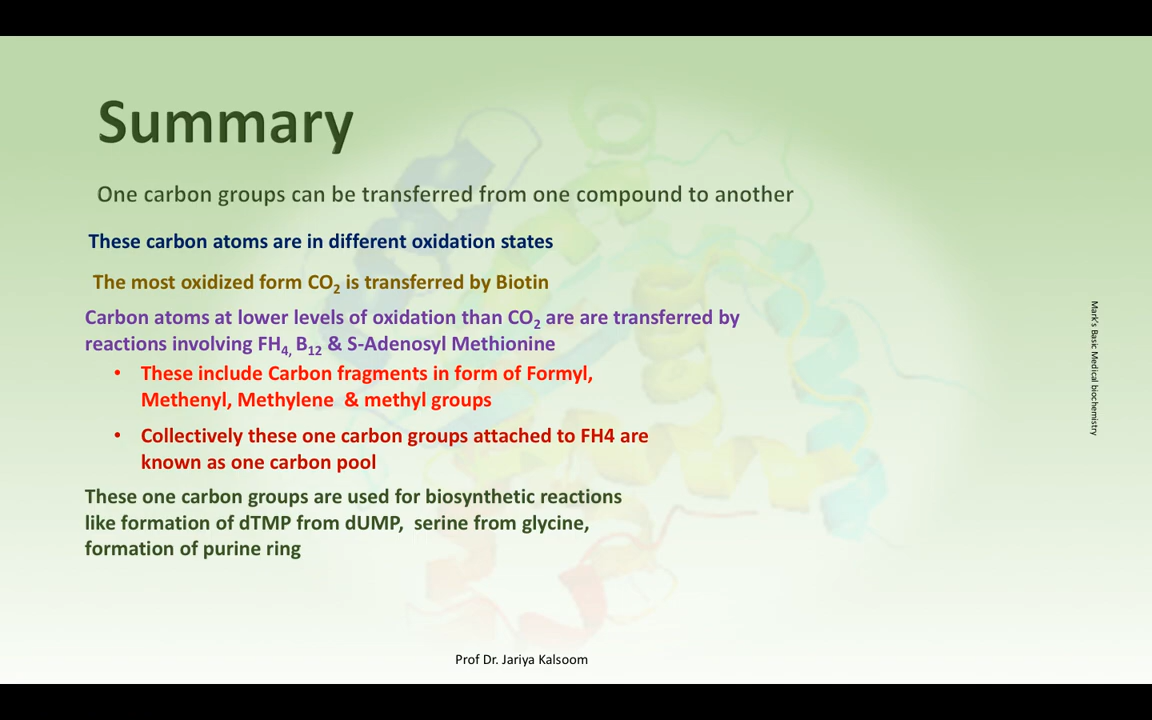 Summary
One carbon groups can be transferred from one compound to another
These carbon atoms are in different oxidation states
The most oxidized form CO₂ is transferred by Biotin
Carbon atoms at lower levels of oxidation than CO₂ are are transferred by
reactions involving FH₄, B₁₂ & S-Adenosyl Methionine
• These include Carbon fragments in form of Formyl,
Methenyl, Methylene & methyl groups
• Collectively these one carbon groups attached to FH4 are
known as one carbon pool
These one carbon groups are used for biosynthetic reactions
like formation of dTMP from dUMP, serine from glycine,
formation of purine ring
Mark's Basic Medical biochemistry
Prof Dr. Jariya Kalsoom